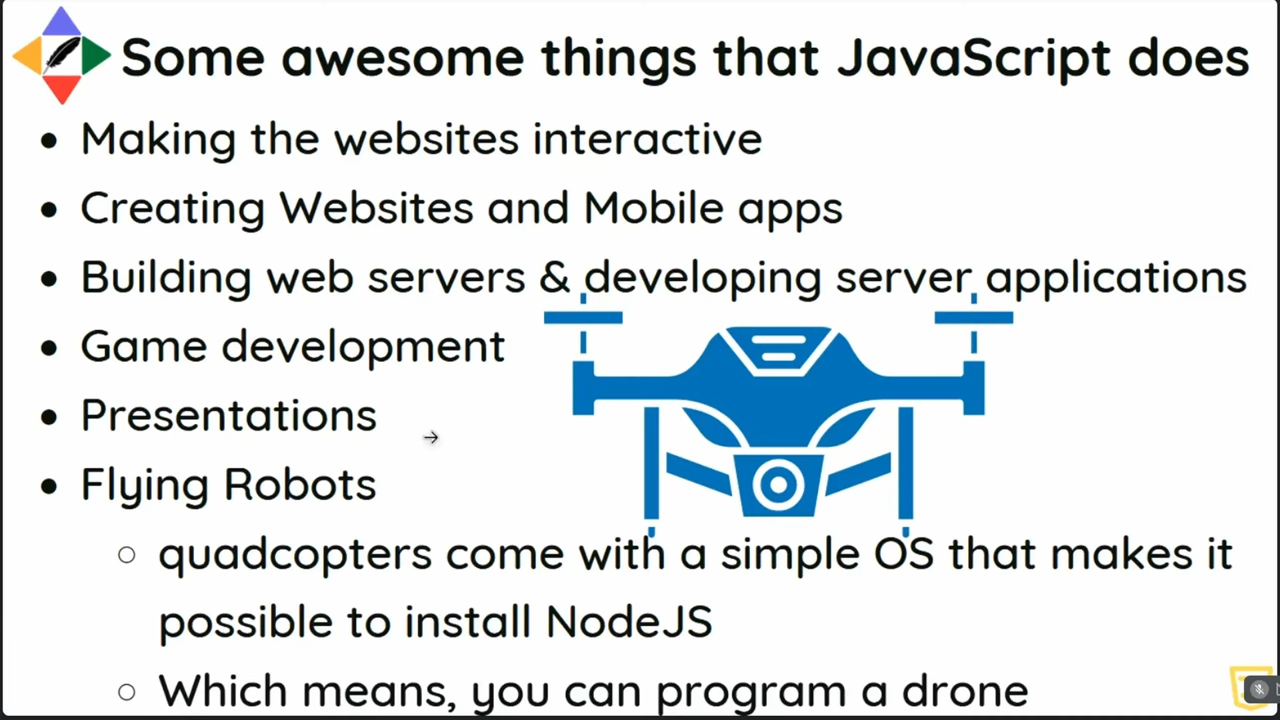 Some awesome things that JavaScript does
• Making the websites interactive
• Creating Websites and Mobile apps
• Building web servers & developing server applications
• Game development
• Presentations
• Flying Robots
○ quadcopters come with a simple OS that makes it
possible to install NodeJS
○ Which means, you can program a drone